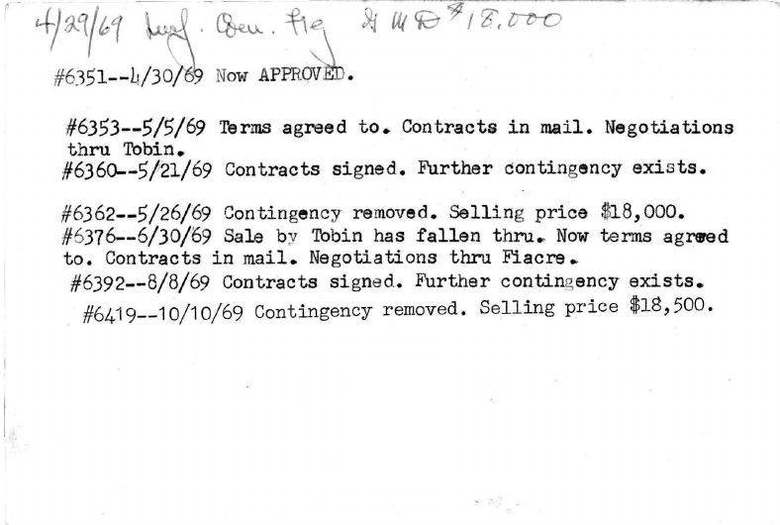 4/29/69 $18,000
#6351--4/30/69 Now APPROVED.
#6353--5/5/69 Terms agreed to. Contracts in mail. Negotiations
thru Tobin.
#6360--5/21/69 Contracts signed. Further contingency exists.
#6362--5/26/69 Contingency removed. Selling price $18,000.
#6376--6/30/69 Sale by Tobin has fallen thru. Now terms agreed
to. Contracts in mail. Negotiations thru Fiacre.
#6392--8/8/69 Contracts signed. Further contingency exists.
#6419--10/10/69 Contingency removed. Selling price $18,500.